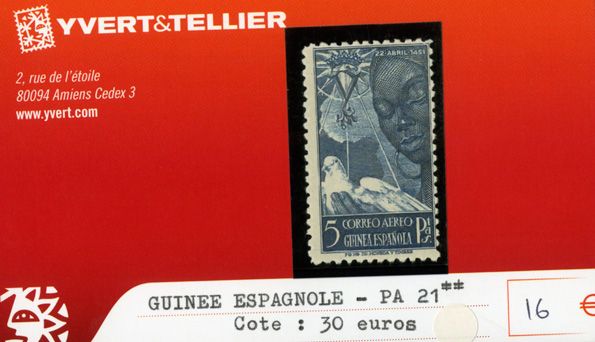 YVERT&TELLIER
2, rue de l'étoile
80094 Amiens Cedex 3
www.yvert.com
22-ABRIL-1451
5 CORREO AEREO Ptas.
GUINEA ESPAÑOLA
GUINEE ESPAGNOLE - PA 21**
Cote : 30 euros
16 €